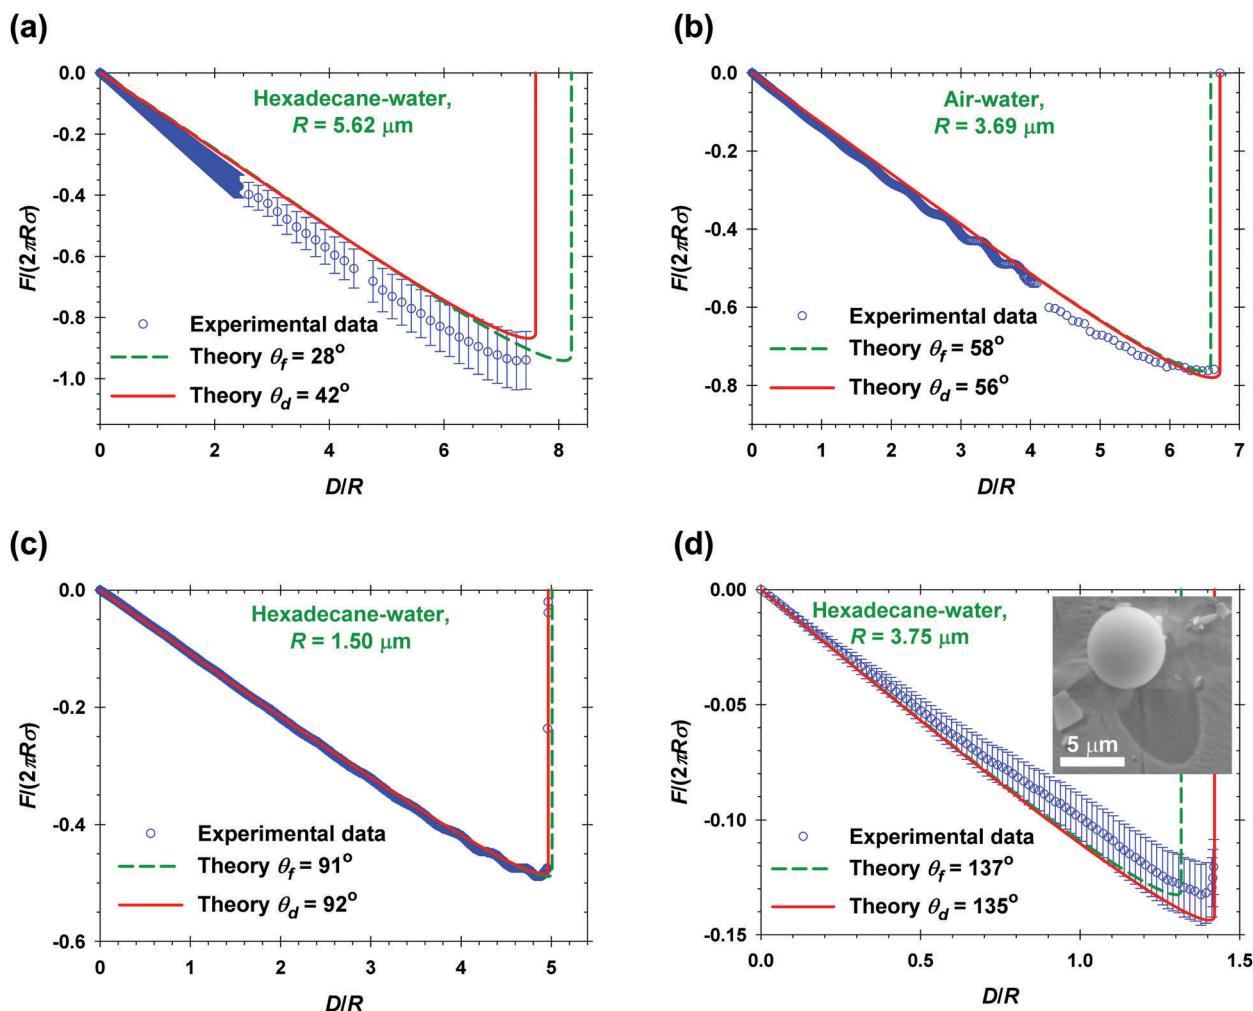 (a)
0.0
-0.2
-0.4
-0.6
-0.8
-1.0
F/(2πRσ)
Hexadecane-water,
R = 5.62 μm
Experimental data
Theory θf = 28°
Theory θd = 42°
0 2 4 6 8
D/R
(b)
0.0
-0.2
-0.4
-0.6
-0.8
F/(2πRσ)
Air-water,
R = 3.69 μm
Experimental data
Theory θf = 58°
Theory θd = 56°
0 1 2 3 4 5 6 7
D/R
(c)
0.0
-0.2
-0.4
-0.6
F/(2πRσ)
Hexadecane-water,
R = 1.50 μm
Experimental data
Theory θf = 91°
Theory θd = 92°
0 1 2 3 4 5
D/R
(d)
0.00
-0.05
-0.10
-0.15
F/(2πRσ)
Hexadecane-water,
R = 3.75 μm
5 μm
Experimental data
Theory θf = 137°
Theory θd = 135°
0.0 0.5 1.0 1.5
D/R